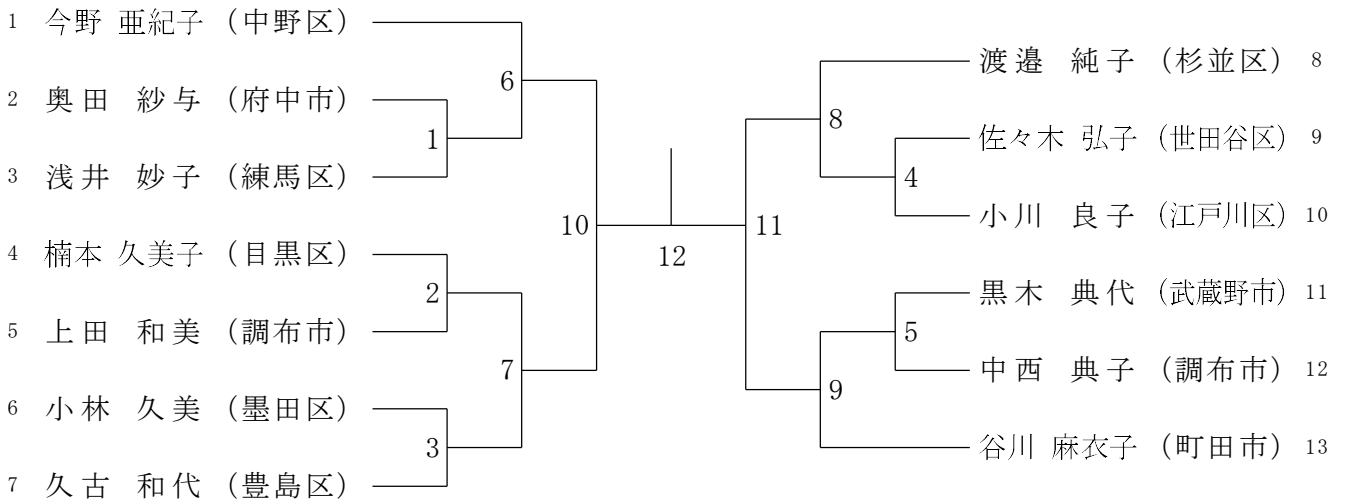 1 今野 亜紀子 （中野区）
2 奥田 紗与 （府中市）
3 浅井 妙子 （練馬区）
4 楠本 久美子 （目黒区）
5 上田 和美 （調布市）
6 小林 久美 （墨田区）
7 久古 和代 （豊島区）
6
1
2
7
3
10
12
11
8
4
5
9
渡邉 純子 （杉並区） 8
佐々木 弘子 （世田谷区） 9
小川 良子 （江戸川区） 10
黒木 典代 （武蔵野市） 11
中西 典子 （調布市） 12
谷川 麻衣子 （町田市） 13